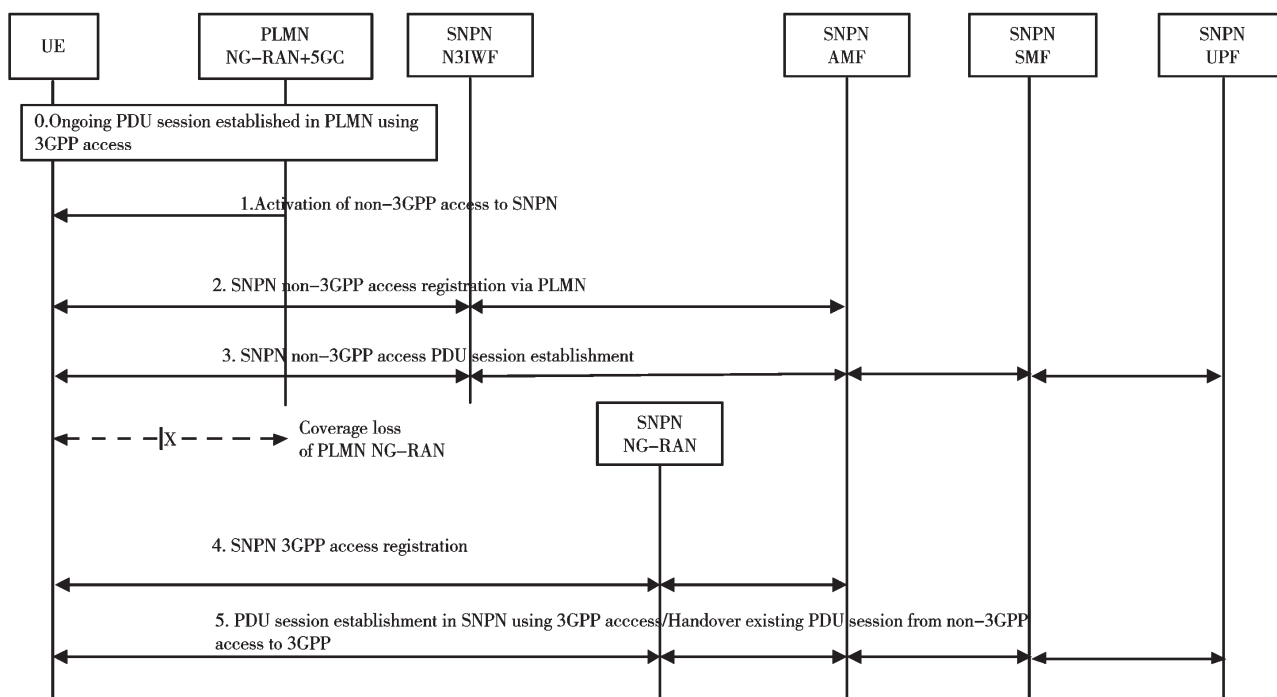 UE
PLMN
NG-RAN+5GC
SNPN
N3IWF
SNPN
AMF
SNPN
SMF
SNPN
UPF
0.Ongoing PDU session established in PLMN using
3GPP access
1.Activation of non-3GPP access to SNPN
2. SNPN non-3GPP access registration via PLMN
3. SNPN non-3GPP access PDU session establishment
X
Coverage loss
of PLMN NG-RAN
SNPN
NG-RAN
4. SNPN 3GPP access registration
5. PDU session establishment in SNPN using 3GPP acccess/Handover existing PDU session from non-3GPP
access to 3GPP